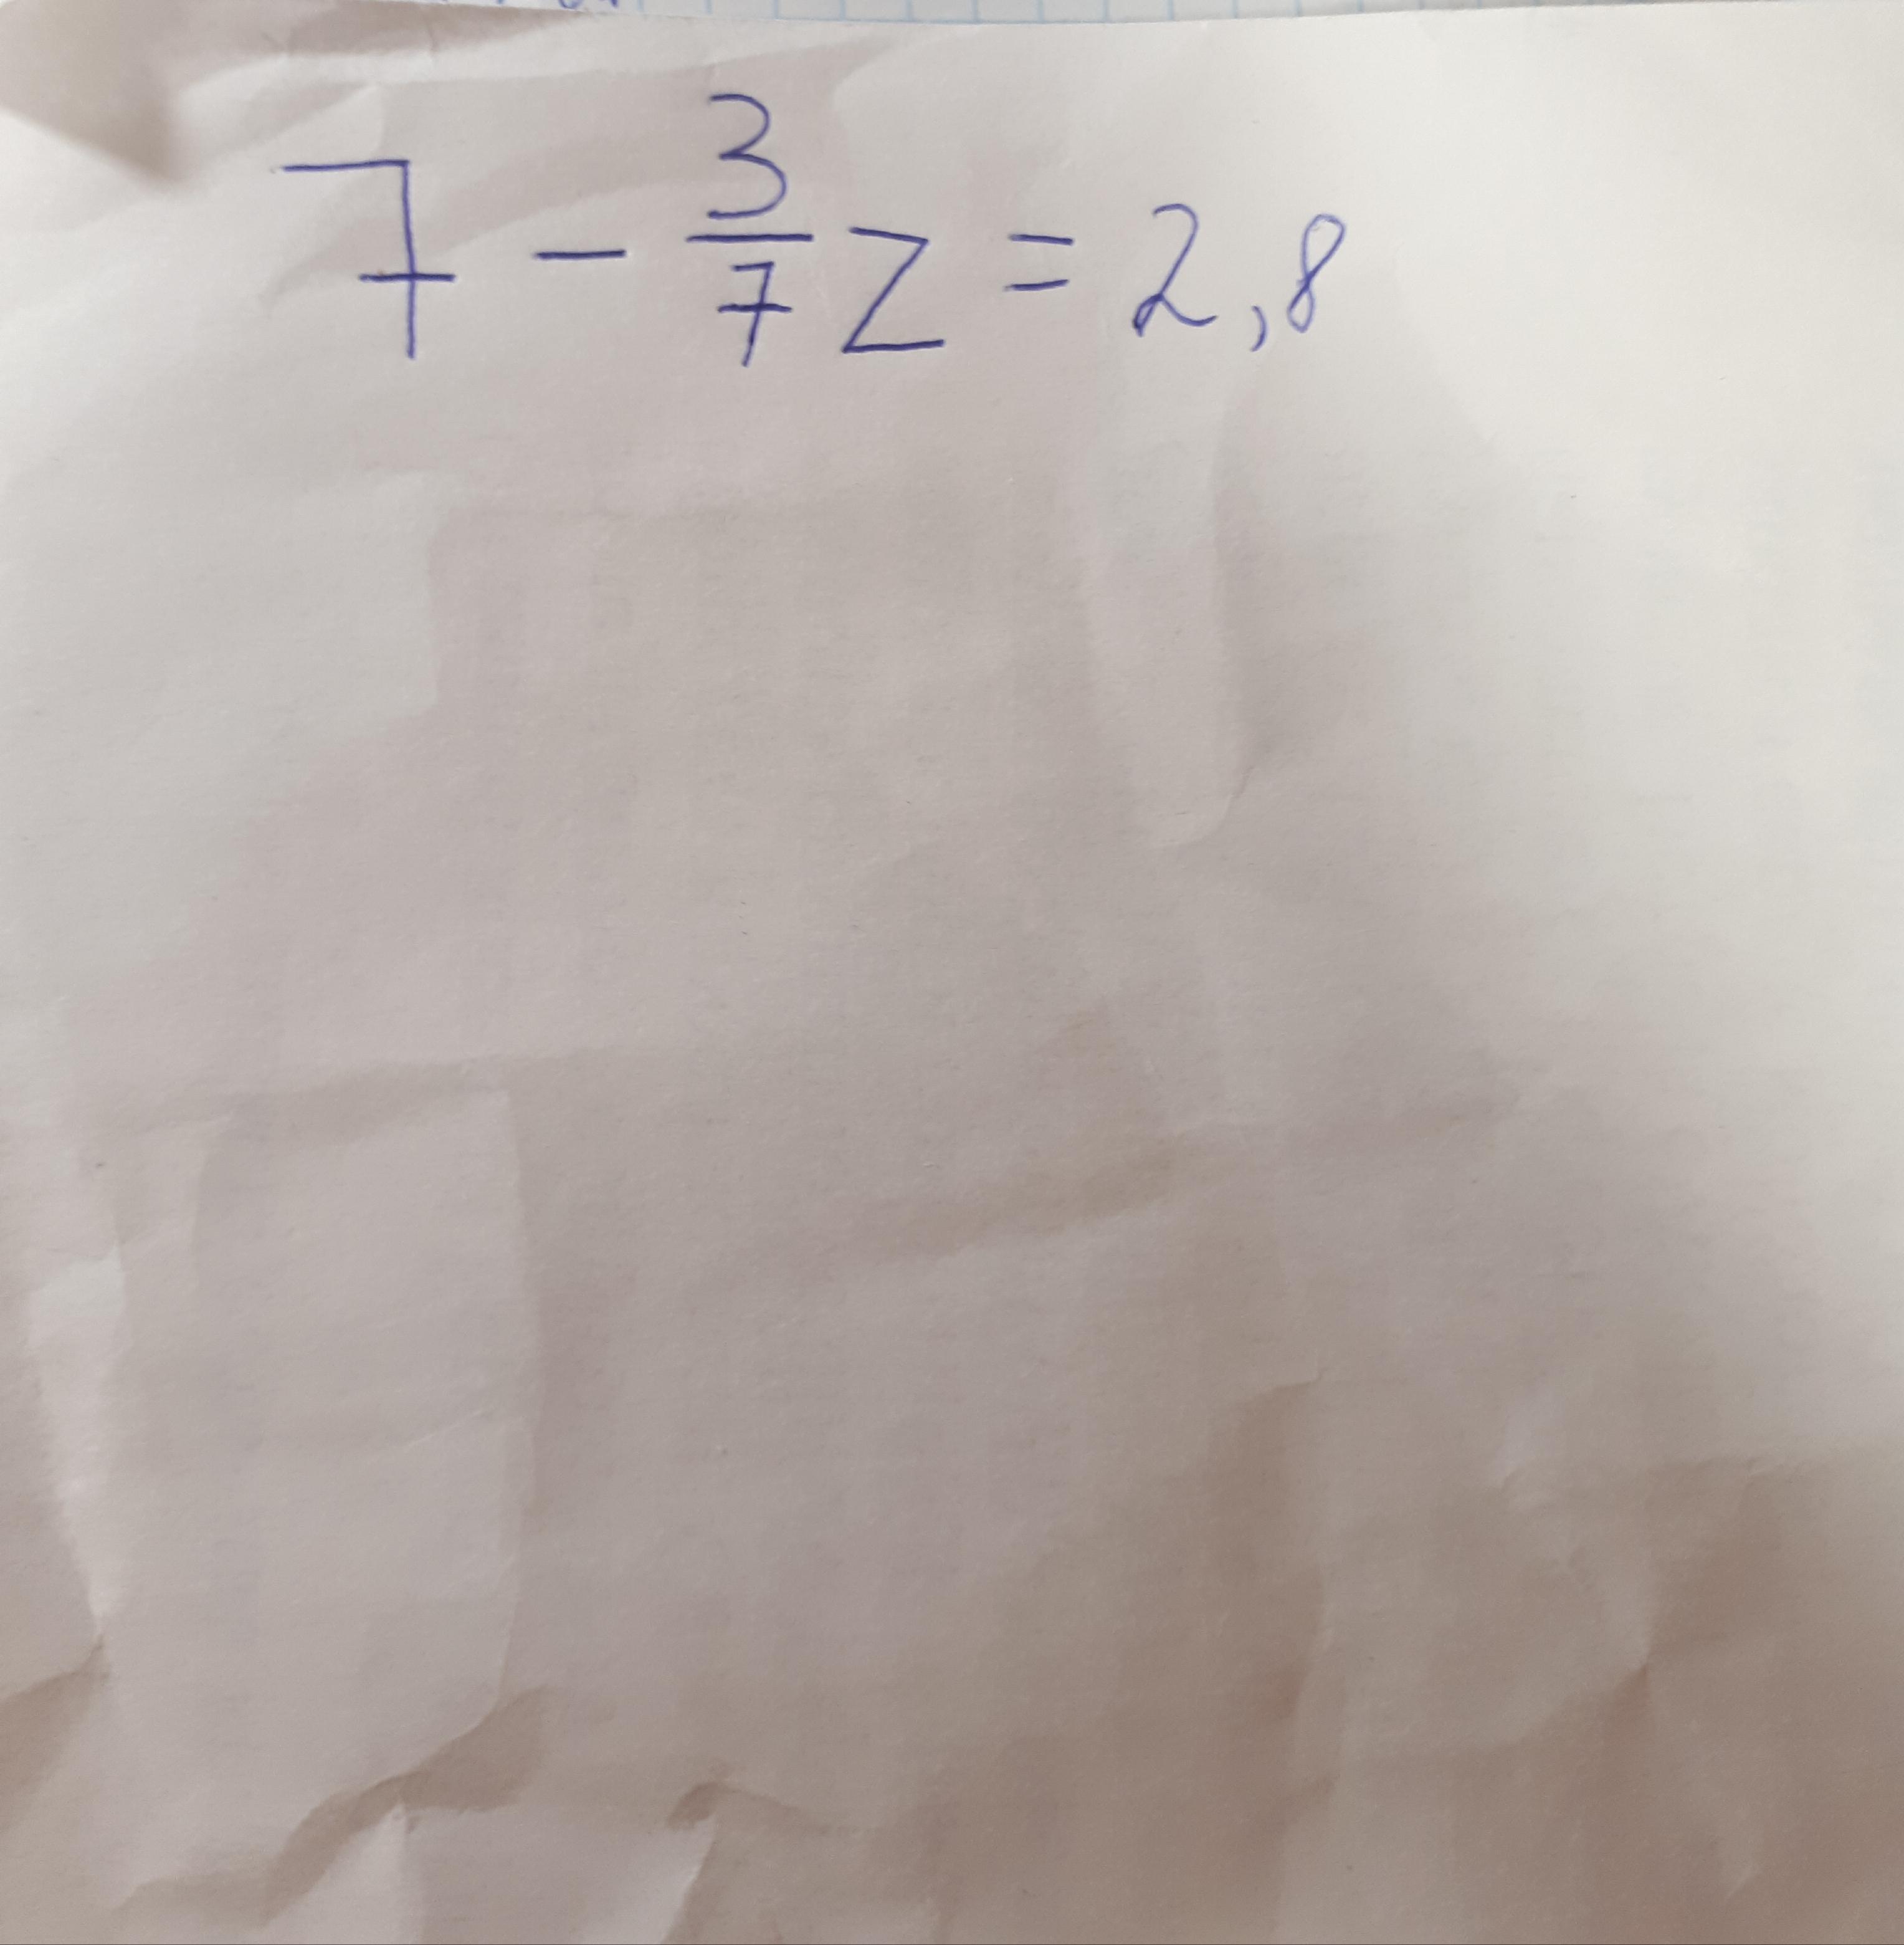 7 - 3/7 z = 2,8